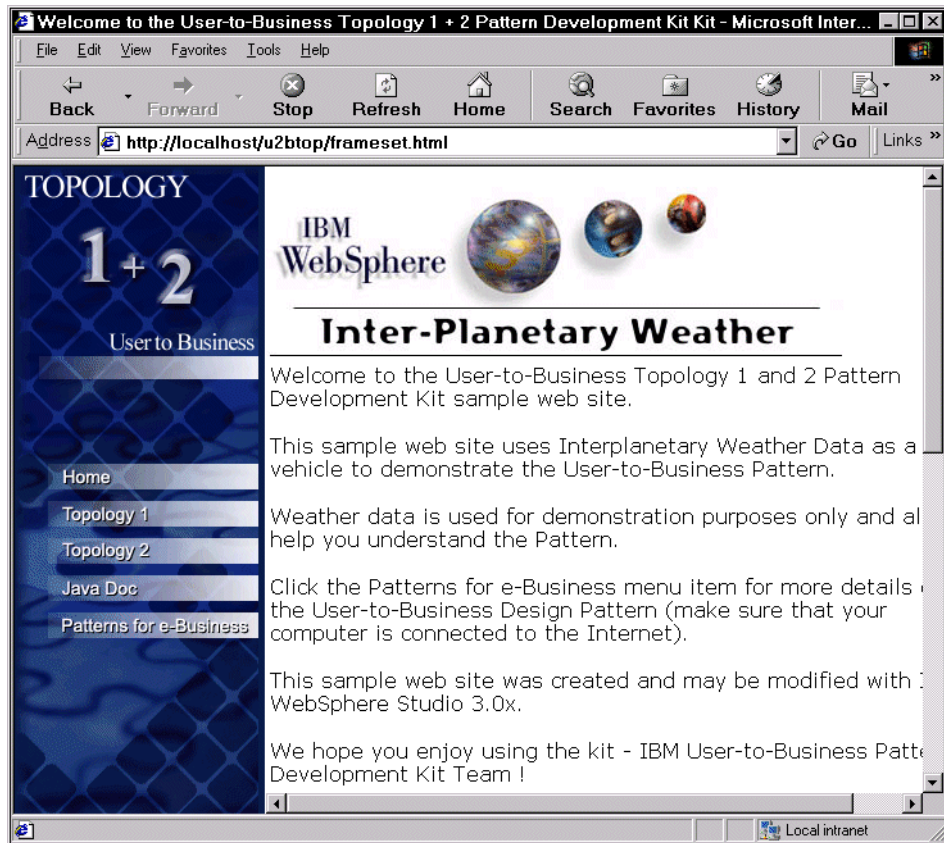 Welcome to the User-to-Business Topology 1 + 2 Pattern Development Kit Kit - Microsoft Inter...
File Edit View Favorites Tools Help
Back Forward Stop Refresh Home Search Favorites History Mail »
Address http://localhost/u2btop/frameset.html Go Links »
TOPOLOGY
1 + 2
User to Business
Home
Topology 1
Topology 2
Java Doc
Patterns for e-Business
IBM
WebSphere
Inter-Planetary Weather
Welcome to the User-to-Business Topology 1 and 2 Pattern
Development Kit sample web site.
This sample web site uses Interplanetary Weather Data as a
vehicle to demonstrate the User-to-Business Pattern.
Weather data is used for demonstration purposes only and al
help you understand the Pattern.
Click the Patterns for e-Business menu item for more details
the User-to-Business Design Pattern (make sure that your
computer is connected to the Internet).
This sample web site was created and may be modified with
WebSphere Studio 3.0x.
We hope you enjoy using the kit - IBM User-to-Business Patte
Development Kit Team !
Local intranet